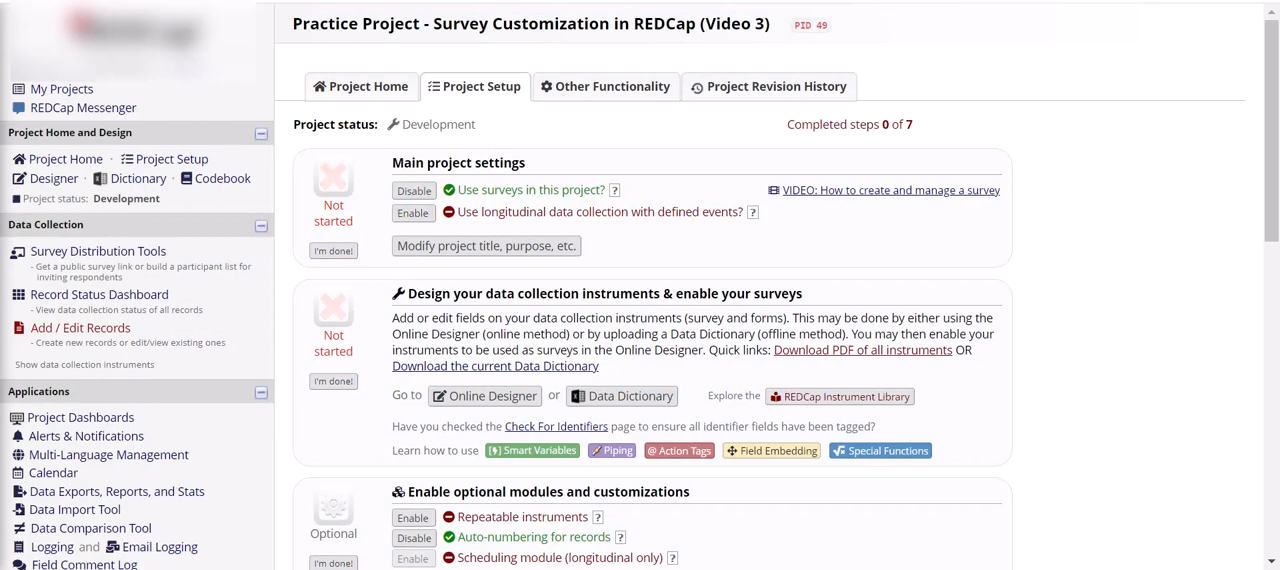 Practice Project - Survey Customization in REDCap (Video 3) PID 49
My Projects
REDCap Messenger
Project Home and Design
Project Home · Project Setup
Designer · Dictionary · Codebook
Project status: Development
Data Collection
Survey Distribution Tools
- Get a public survey link or build a participant list for
inviting respondents
Record Status Dashboard
- View data collection status of all records
Add / Edit Records
- Create new records or edit/view existing ones
Show data collection instruments
Applications
Project Dashboards
Alerts & Notifications
Multi-Language Management
Calendar
Data Exports, Reports, and Stats
Data Import Tool
Data Comparison Tool
Logging and Email Logging
Field Comment Log
Project Home Project Setup Other Functionality Project Revision History
Project status: Development Completed steps 0 of 7
Not
started
I'm done!
Main project settings
Disable Use surveys in this project? ? VIDEO: How to create and manage a survey
Enable Use longitudinal data collection with defined events? ?
Modify project title, purpose, etc.
Not
started
I'm done!
Design your data collection instruments & enable your surveys
Add or edit fields on your data collection instruments (survey and forms). This may be done by either using the
Online Designer (online method) or by uploading a Data Dictionary (offline method). You may then enable your
instruments to be used as surveys in the Online Designer. Quick links: Download PDF of all instruments OR
Download the current Data Dictionary
Go to Online Designer or Data Dictionary Explore the REDCap Instrument Library
Have you checked the Check For Identifiers page to ensure all identifier fields have been tagged?
Learn how to use Smart Variables Piping @ Action Tags Field Embedding Special Functions
Optional
I'm done!
Enable optional modules and customizations
Enable Repeatable instruments ?
Disable Auto-numbering for records ?
Enable Scheduling module (longitudinal only) ?